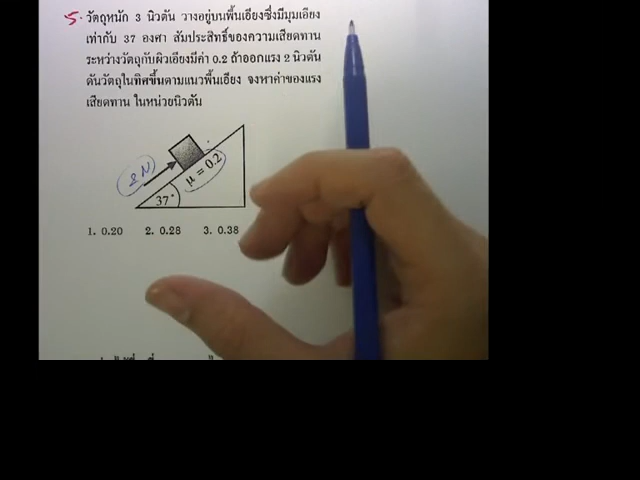 5. วัตถุหนัก 3 นิวตัน วางอยู่บนพื้นเอียงซึ่งมีมุมเอียง
เท่ากับ 37 องศา สัมประสิทธิ์ของความเสียดทาน
ระหว่างวัตถุกับผิวเอียงมีค่า 0.2 ถ้าออกแรง 2 นิวตัน
ดันวัตถุในทิศขึ้นตามแนวพื้นเอียง จงหาค่าของแรง
เสียดทาน ในหน่วยนิวตัน
2 N
μ = 0.2
37°
1. 0.20 2. 0.28 3. 0.38